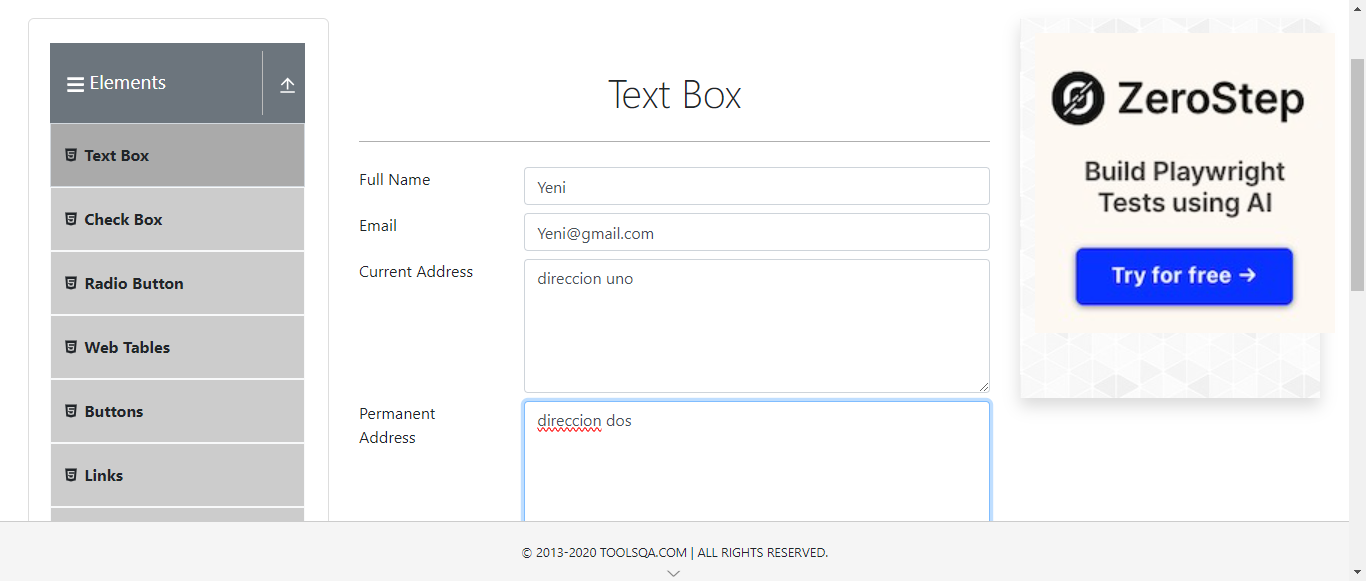 Elements
Text Box
Check Box
Radio Button
Web Tables
Buttons
Links
Text Box
Full Name
Yeni
Email
Yeni@gmail.com
Current Address
direccion uno
Permanent
Address
direccion dos
ZeroStep
Build Playwright
Tests using AI
Try for free →
© 2013-2020 TOOLSQA.COM | ALL RIGHTS RESERVED.